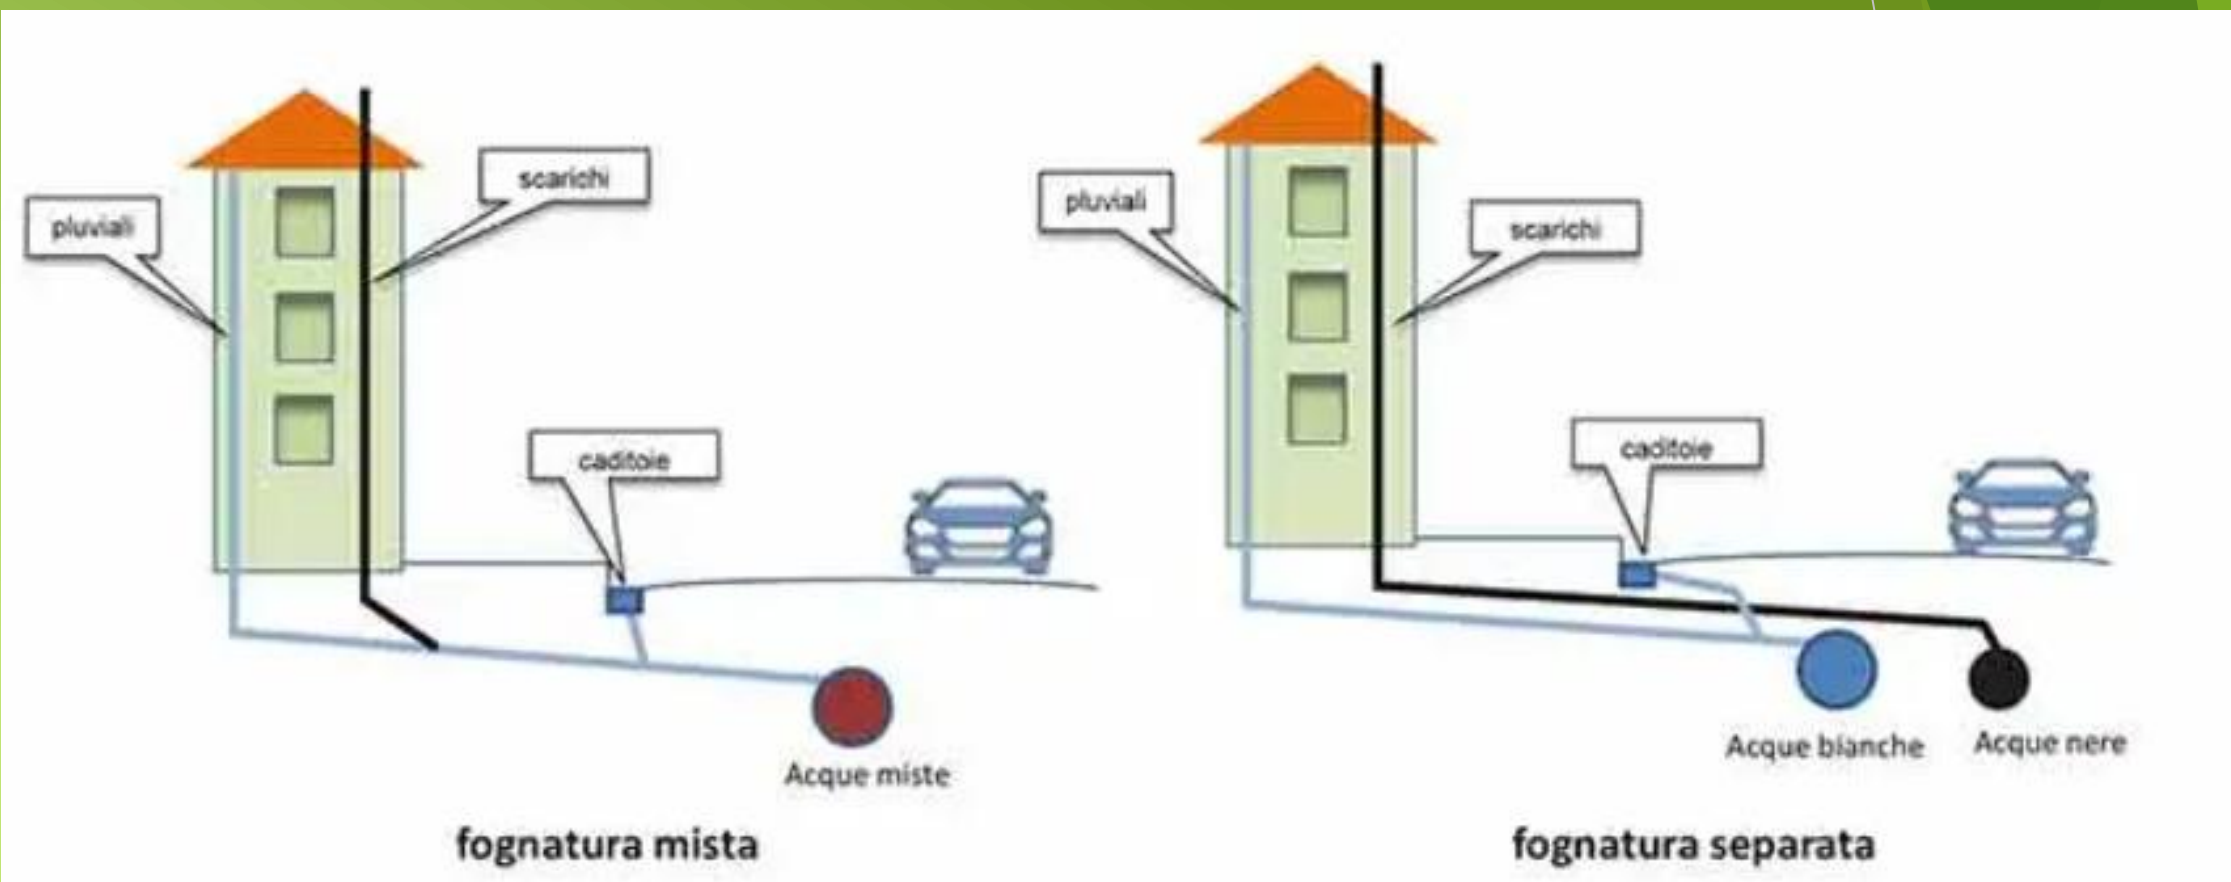 pluviali
scarichi
caditoie
Acque miste
fognatura mista
pluviali
scarichi
caditoie
Acque bianche
Acque nere
fognatura separata